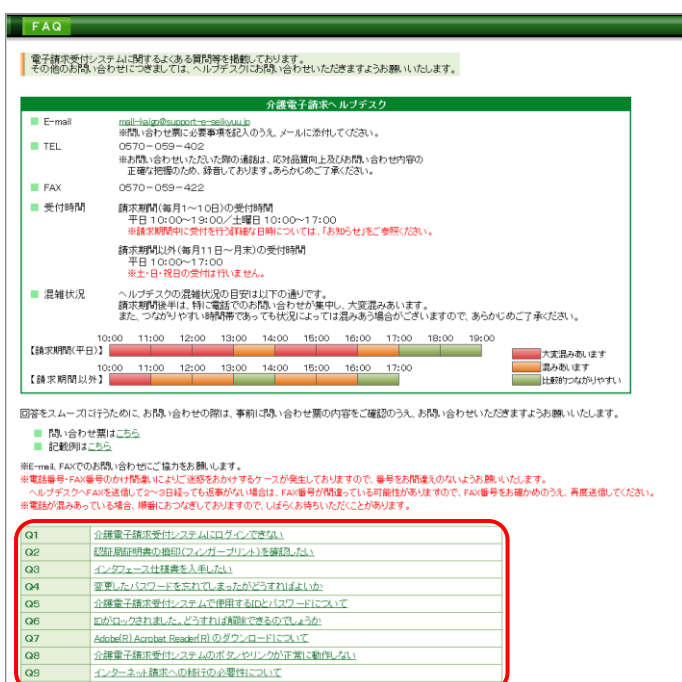 FAQ
電子請求受付システムに関するよくある質問等を掲載しております。
その他のお問い合わせにつきましては、ヘルプデスクにお問い合わせいただきますようお願いいたします。
介護電子請求ヘルプデスク
E-mail
mail-kaigo@support-e-seikyuu.jp
※問い合わせ票に必要事項を記入のうえ、メールに添付してください。
TEL
0570-059-402
※お問い合わせいただいた際の通話は、応対品質向上及びお問い合わせ内容の
正確な把握のため、録音しております。あらかじめご了承ください。
FAX
0570-059-422
受付時間
請求期間(毎月1～10日)の受付時間
平日 10:00～19:00/土曜日 10:00～17:00
※請求期間中に受付を行う詳細な日時については、「お知らせ」をご参照ください。
請求期間以外(毎月11日～月末)の受付時間
平日 10:00～17:00
※土・日・祝日の受付は行いません。
混雑状況
ヘルプデスクの混雑状況の目安は以下の通りです。
請求期間後半は、特に電話でのお問い合わせが集中し、大変混みあいます。
また、つながりやすい時間帯であっても状況によっては混みあう場合がございますので、あらかじめご了承ください。
10:00 11:00 12:00 13:00 14:00 15:00 16:00 17:00 18:00 19:00
【請求期間(平日)】
大変混みあいます
10:00 11:00 12:00 13:00 14:00 15:00 16:00 17:00
混みあいます
【請求期間以外】
比較的つながりやすい
回答をスムーズに行うために、お問い合わせの際は、事前に問い合わせ票の内容をご確認のうえ、お問い合わせいただきますようお願いいたします。
問い合わせ票はこちら
記載例はこちら
※E-mail、FAXでのお問い合わせにご協力をお願いします。
※電話番号・FAX番号のかけ間違いによりご迷惑をおかけするケースが発生しておりますので、番号をお間違えのないようお願いいたします。
ヘルプデスクへFAXを送信して2～3日経っても返事がない場合は、FAX番号が間違っている可能性がありますので、FAX番号をお確かめのうえ、再度送信してください。
※電話が混みあっている場合、順番におつなぎしておりますので、しばらくお待ちいただくことがあります。
Q1 介護電子請求受付システムにログインできない
Q2 認証局証明書の拇印(フィンガープリント)を確認したい
Q3 インタフェース仕様書を入手したい
Q4 変更したパスワードを忘れてしまったがどうすればよいか
Q5 介護電子請求受付システムで使用するIDとパスワードについて
Q6 IDがロックされました。どうすれば解除できるのでしょうか
Q7 Adobe(R) Acrobat Reader(R) のダウンロードについて
Q8 介護電子請求受付システムのボタンやリンクが正常に動作しない
Q9 インターネット請求への移行の必要性について